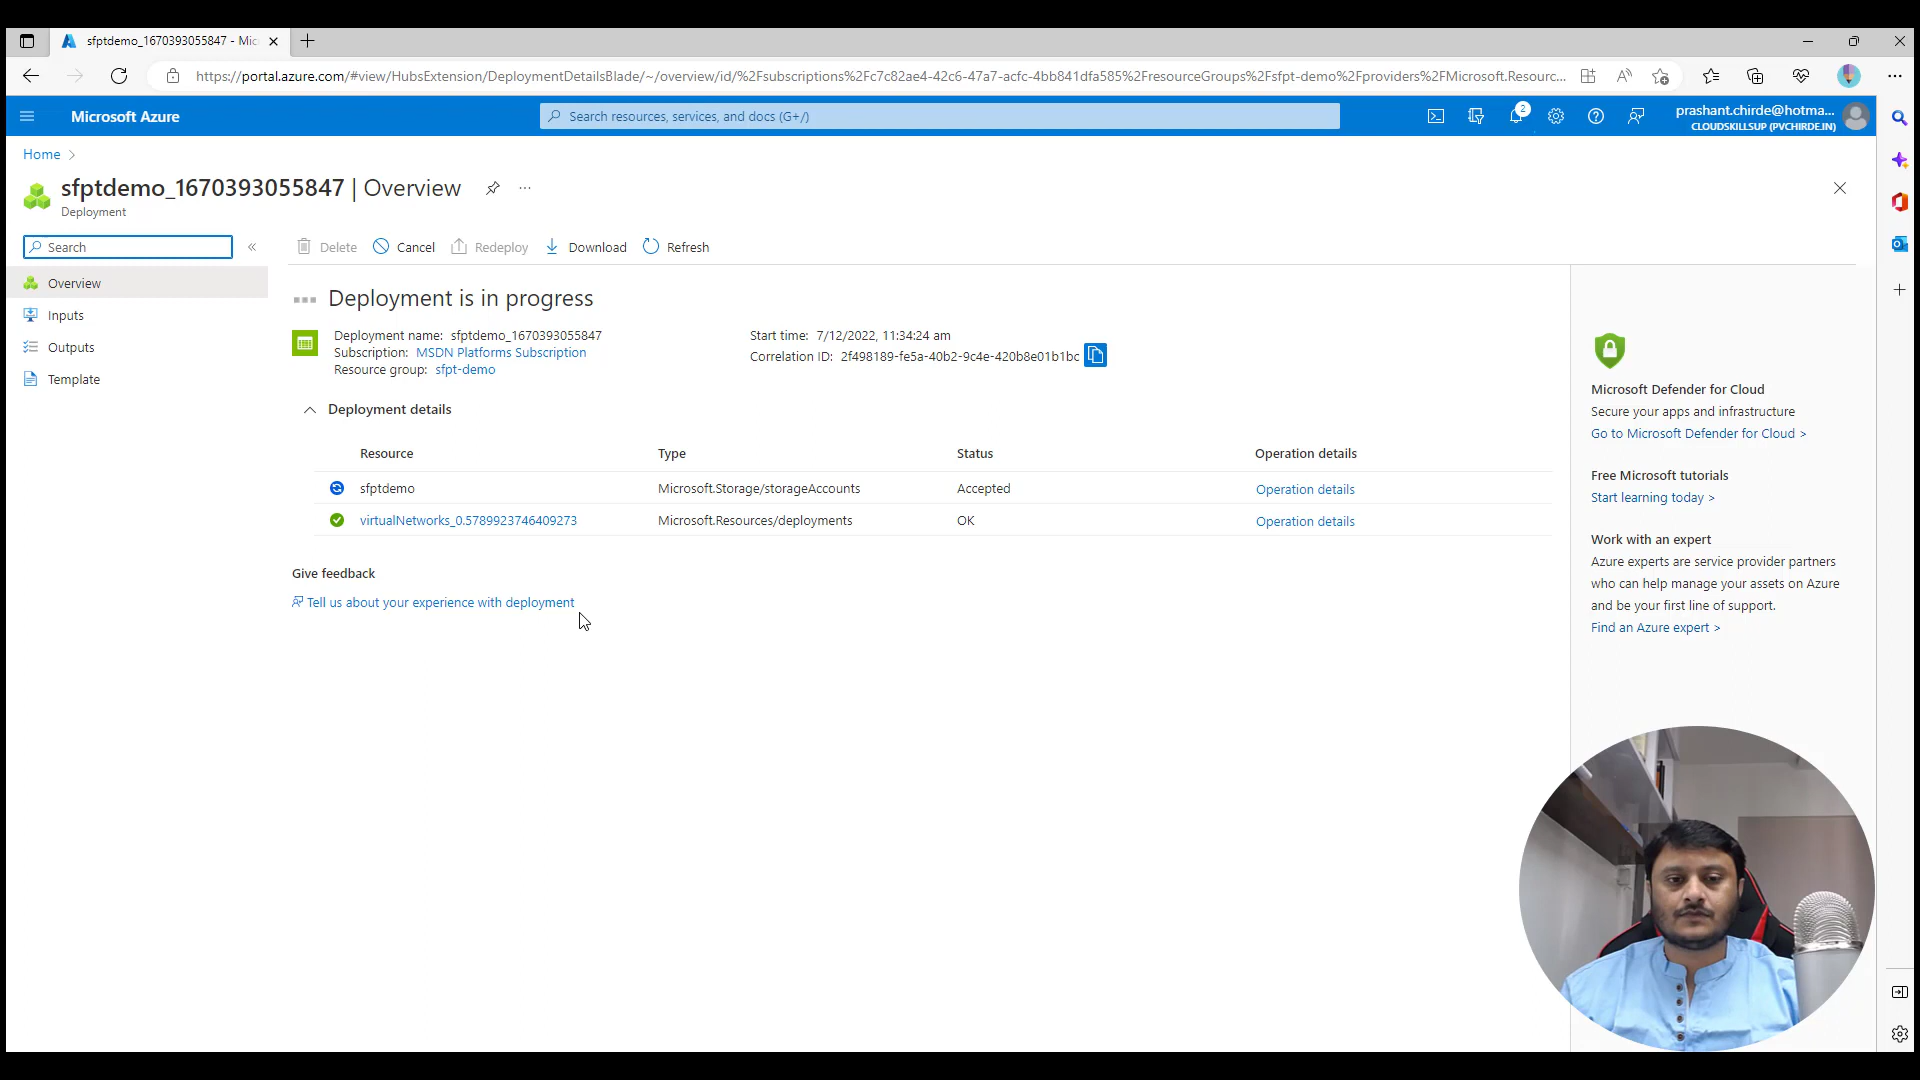 sfptdemo_1670393055847 - Mic
https://portal.azure.com/#view/HubsExtension/DeploymentDetailsBlade/~/overview/id/%2Fsubscriptions%2Fc7c82ae4-42c6-47a7-acfc-4bb841dfa585%2FresourceGroups%2Fsfpt-demo%2Fproviders%2FMicrosoft.Resourc...
Microsoft Azure
Search resources, services, and docs (G+/)
2
prashant.chirde@hotma...
CLOUDSKILLSUP (PVCHIRDE.IN)
Home
sfptdemo_1670393055847 | Overview
Deployment
Search
Delete
Cancel
Redeploy
Download
Refresh
Overview
Inputs
Outputs
Template
Deployment is in progress
Deployment name: sfptdemo_1670393055847
Subscription: MSDN Platforms Subscription
Resource group: sfpt-demo
Start time: 7/12/2022, 11:34:24 am
Correlation ID: 2f498189-fe5a-40b2-9c4e-420b8e01b1bc
Deployment details
Resource Type Status Operation details
sfptdemo Microsoft.Storage/storageAccounts Accepted Operation details
virtualNetworks_0.5789923746409273 Microsoft.Resources/deployments OK Operation details
Give feedback
Tell us about your experience with deployment
Microsoft Defender for Cloud
Secure your apps and infrastructure
Go to Microsoft Defender for Cloud >
Free Microsoft tutorials
Start learning today >
Work with an expert
Azure experts are service provider partners
who can help manage your assets on Azure
and be your first line of support.
Find an Azure expert >